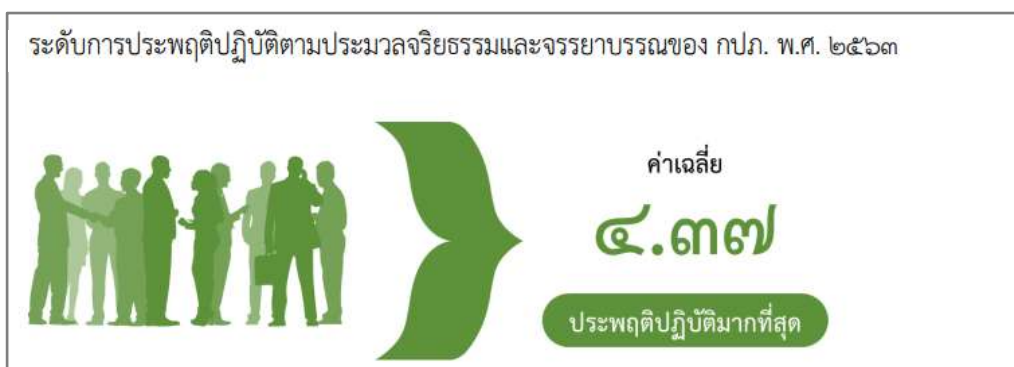 ระดับการประพฤติปฏิบัติตามประมวลจริยธรรมและจรรยาบรรณของ กปภ. พ.ศ. ๒๕๖๓
ค่าเฉลี่ย
๔.๓๗
ประพฤติปฏิบัติมากที่สุด